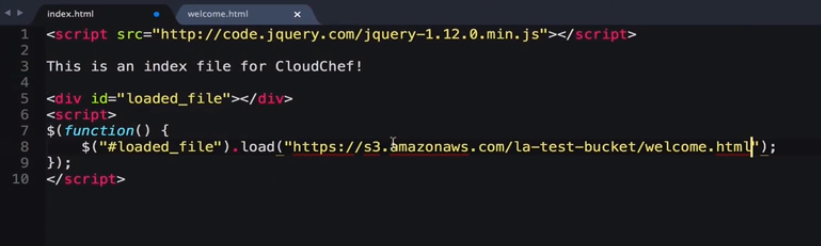 index.html welcome.html x
1 <script src="http://code.jquery.com/jquery-1.12.0.min.js"></script>
2
3 This is an index file for CloudChef!
4
5 <div id="loaded_file"></div>
6 <script>
7 $(function() {
8 $("#loaded_file").load("https://s3.amazonaws.com/la-test-bucket/welcome.html");
9 });
10 </script>